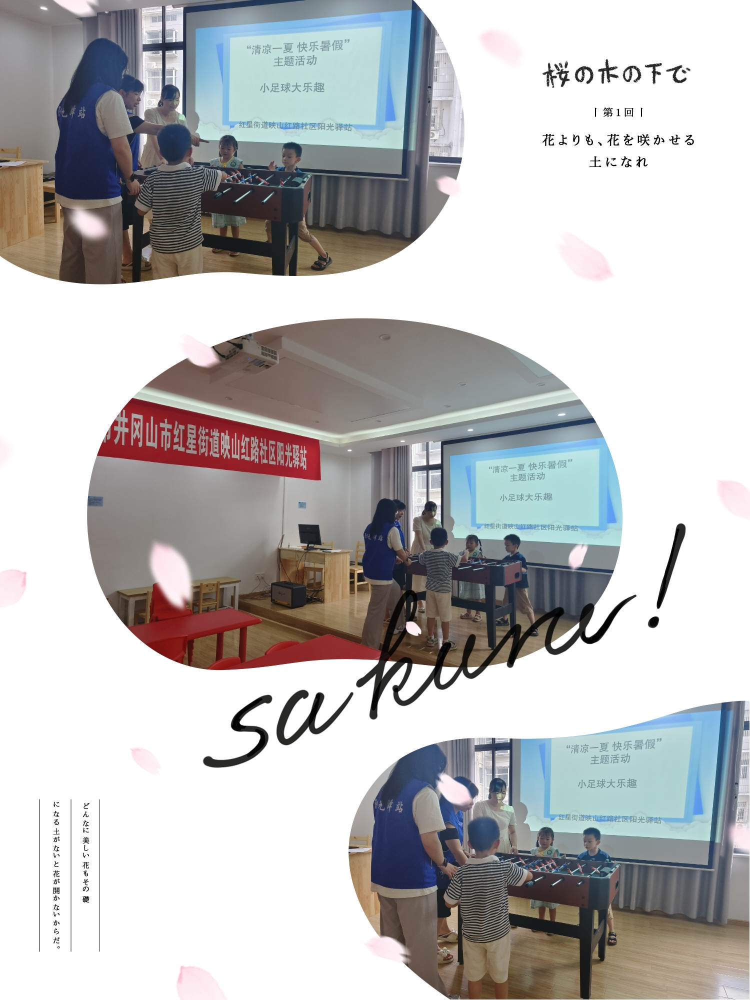 “清凉一夏 快乐暑假”
主题活动
小足球大乐趣
红星街道映山红路社区阳光驿站
驿站
桜の木の下で
第1回
花よりも、花を咲かせる
土になれ
井冈山市红星街道映山红路社区阳光驿站
“清凉一夏 快乐暑假”
主题活动
小足球大乐趣
红星街道映山红路社区阳光驿站
驿站
sakura!
“清凉一夏 快乐暑假”
主题活动
小足球大乐趣
红星街道映山红路社区阳光驿站
驿站
どんなに美しい花もその礎
になる土がないと花が開かないからだ。